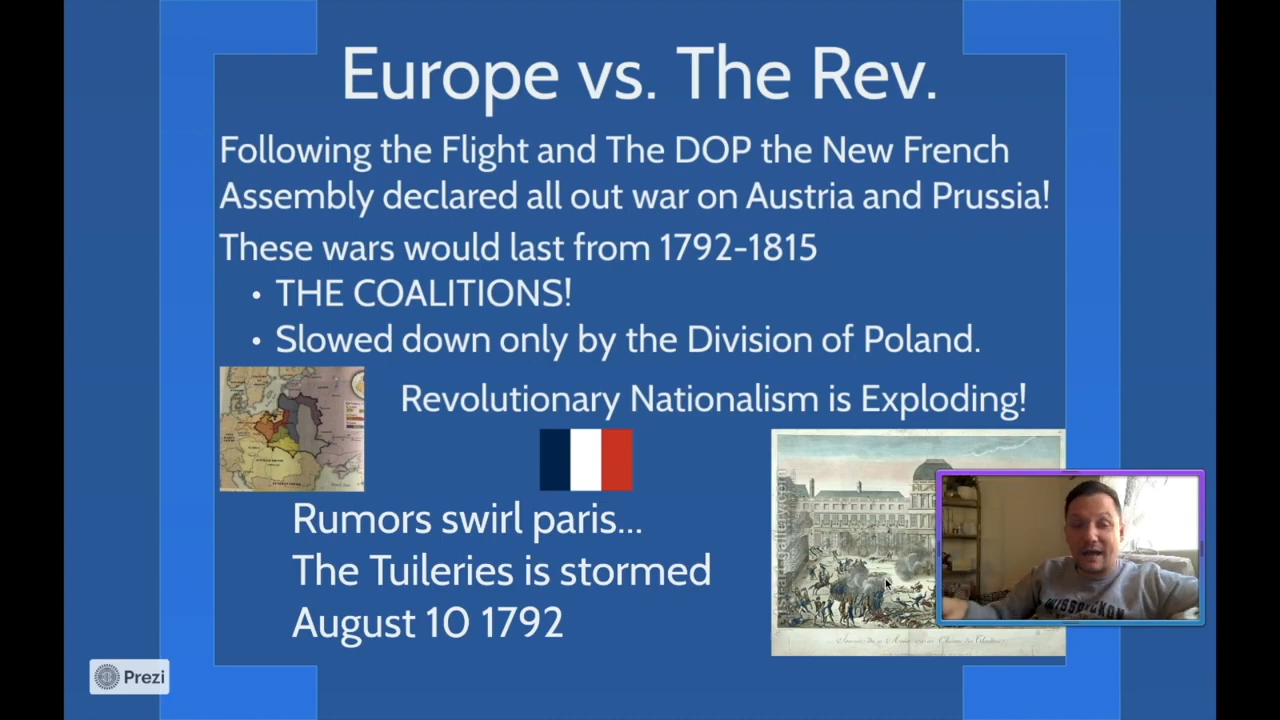 Europe vs. The Rev.
Following the Flight and The DOP the New French
Assembly declared all out war on Austria and Prussia!
These wars would last from 1792-1815
• THE COALITIONS!
• Slowed down only by the Division of Poland.
Revolutionary Nationalism is Exploding!
Rumors swirl paris...
The Tuileries is stormed
August 10 1792
Prezi